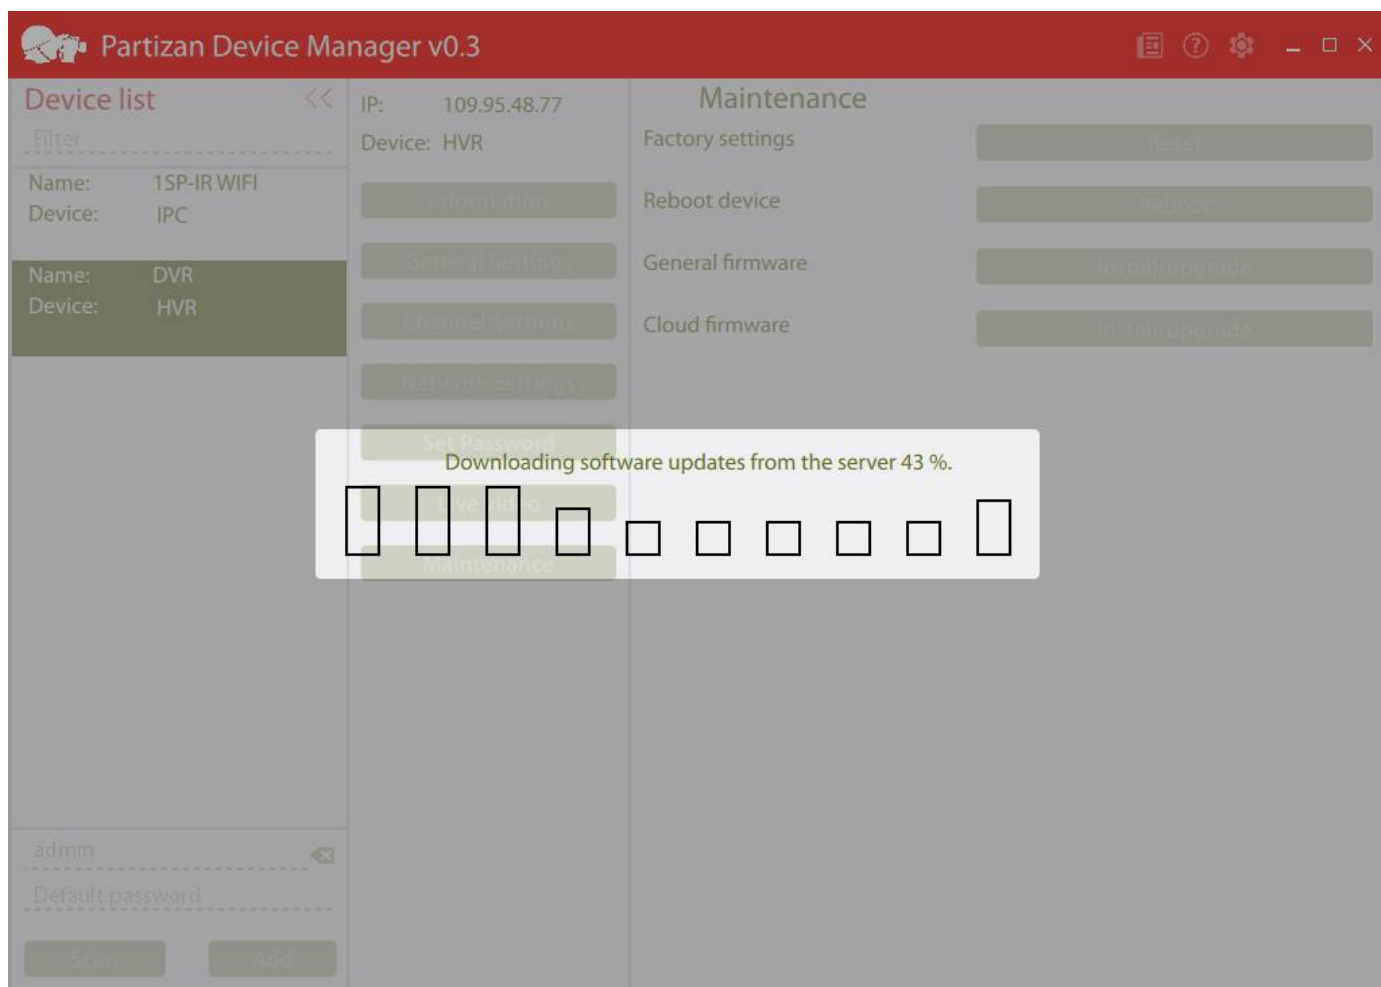 Partizan Device Manager v0.3
Device list <<
Filter
Name: 1SP-IR WIFI
Device: IPC
Name: DVR
Device: HVR
admin
Default password
Scan Add
IP: 109.95.48.77
Device: HVR
Information
General Settings
Channel Settings
Network Settings
Set Password
Live video
Maintenance
Maintenance
Factory settings Reset
Reboot device Reboot
General firmware Install/upgrade
Cloud firmware Install/upgrade
Downloading software updates from the server 43 %.